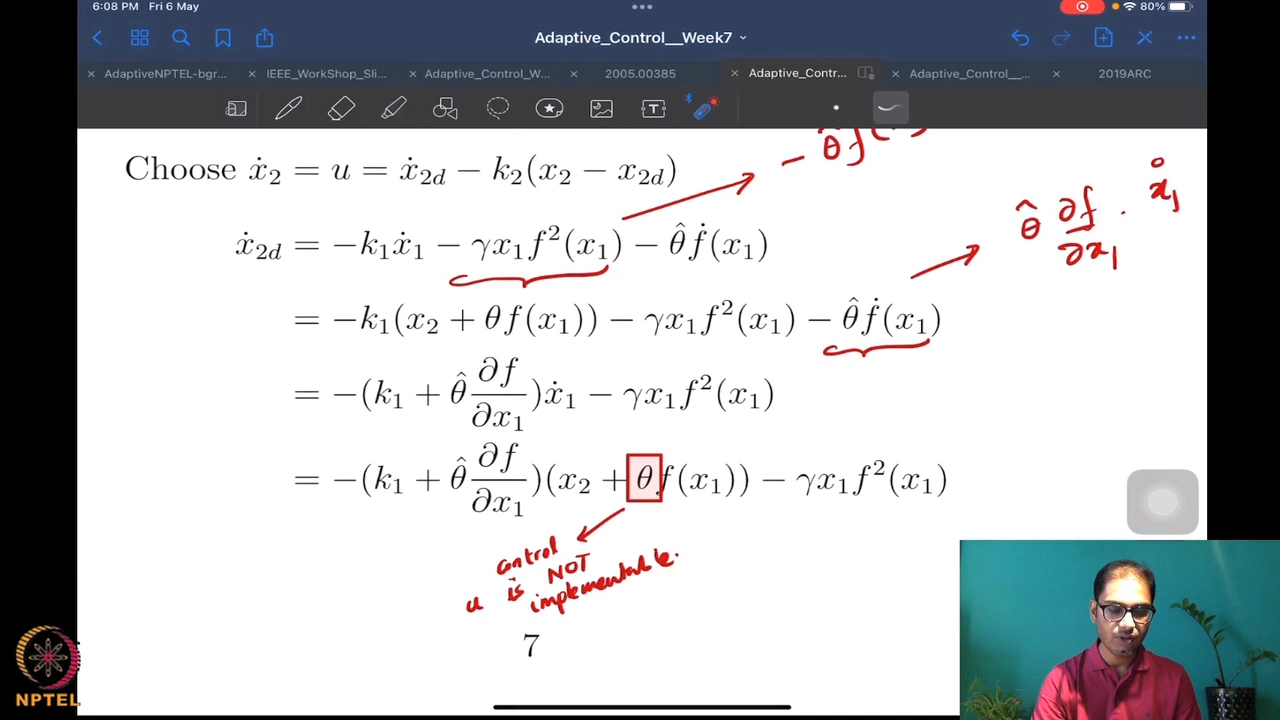 6:08 PM Fri 6 May
80%
Adaptive_Control__Week7
AdaptiveNPTEL-bgr...
IEEE_WorkShop_Sli...
Adaptive_Control_W...
2005.00385
Adaptive_Contr...
Adaptive_Control__...
2019ARC
Choose ẋ₂ = u = ẋ₂d − k₂(x₂ − x₂d)
ẋ₂d = −k₁ẋ₁ − γx₁f²(x₁) − θ̂ḟ(x₁)
θ̂ ∂f/∂x₁ . ẋ₁
= −k₁(x₂ + θf(x₁)) − γx₁f²(x₁) − θ̂ḟ(x₁)
= −(k₁ + θ̂ ∂f/∂x₁)ẋ₁ − γx₁f²(x₁)
= −(k₁ + θ̂ ∂f/∂x₁)(x₂ + θf(x₁)) − γx₁f²(x₁)
control
u is NOT
implementable.
7
NPTEL